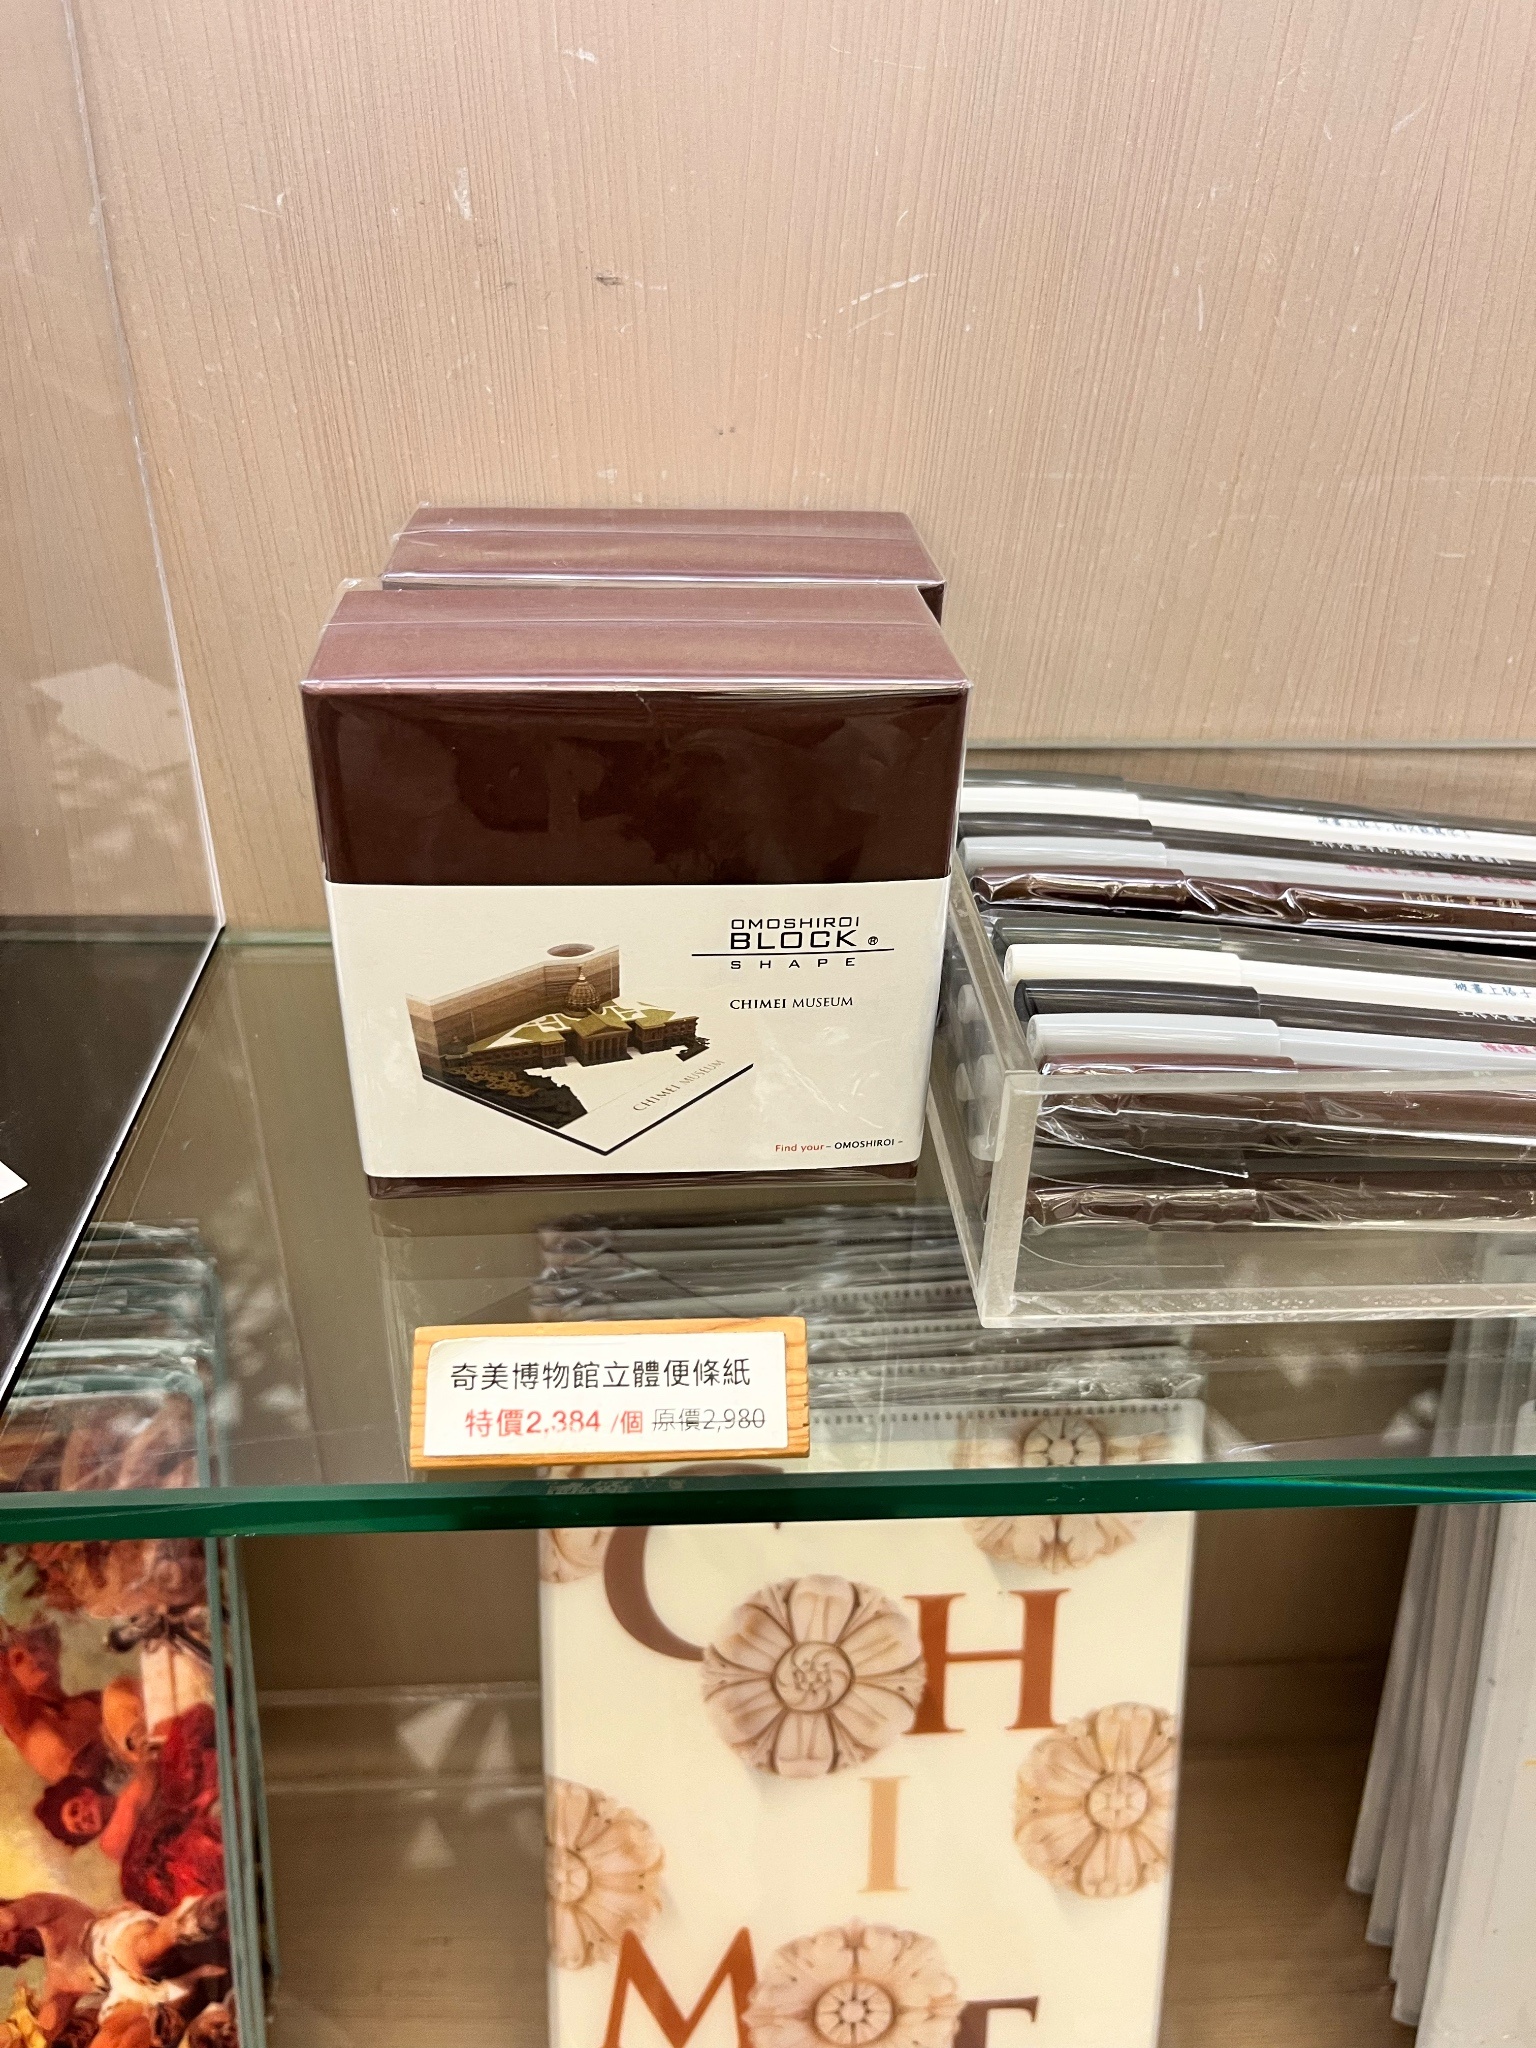 OMOSHIROI
BLOCK ®
SHAPE
CHIMEI MUSEUM
CHIMEI MUSEUM
Find your - OMOSHIROI -
奇美博物館立體便條紙
特價2,384 /個 原價2,980
C H
I
M